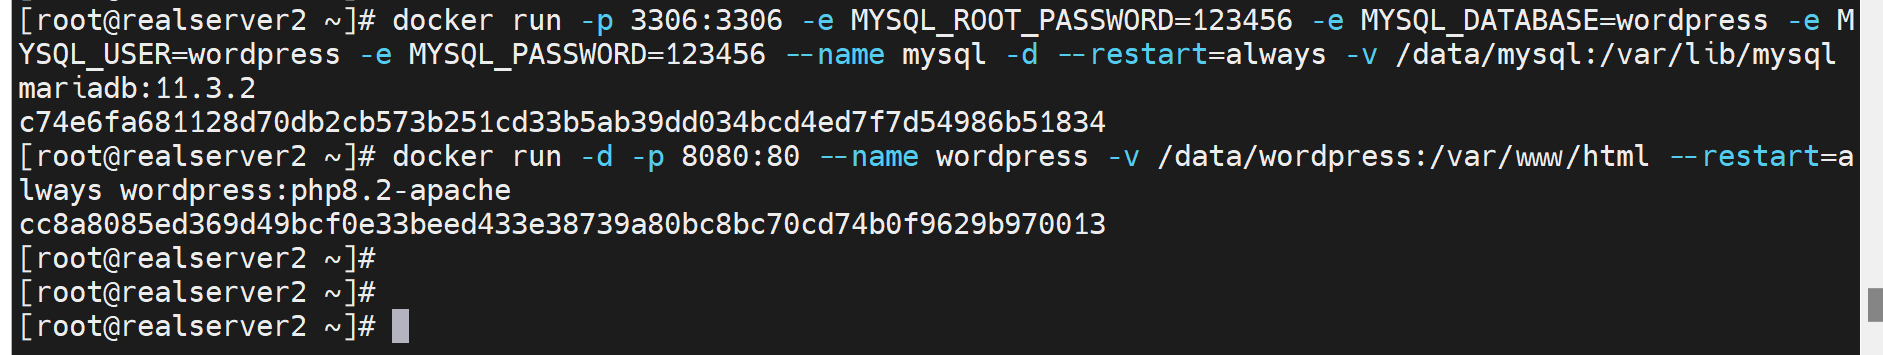 [root@realserver2 ~]# docker run -p 3306:3306 -e MYSQL_ROOT_PASSWORD=123456 -e MYSQL_DATABASE=wordpress -e M
YSQL_USER=wordpress -e MYSQL_PASSWORD=123456 --name mysql -d --restart=always -v /data/mysql:/var/lib/mysql
mariadb:11.3.2
c74e6fa681128d70db2cb573b251cd33b5ab39dd034bcd4ed7f7d54986b51834
[root@realserver2 ~]# docker run -d -p 8080:80 --name wordpress -v /data/wordpress:/var/www/html --restart=a
lways wordpress:php8.2-apache
cc8a8085ed369d49bcf0e33beed433e38739a80bc8bc70cd74b0f9629b970013
[root@realserver2 ~]#
[root@realserver2 ~]#
[root@realserver2 ~]#